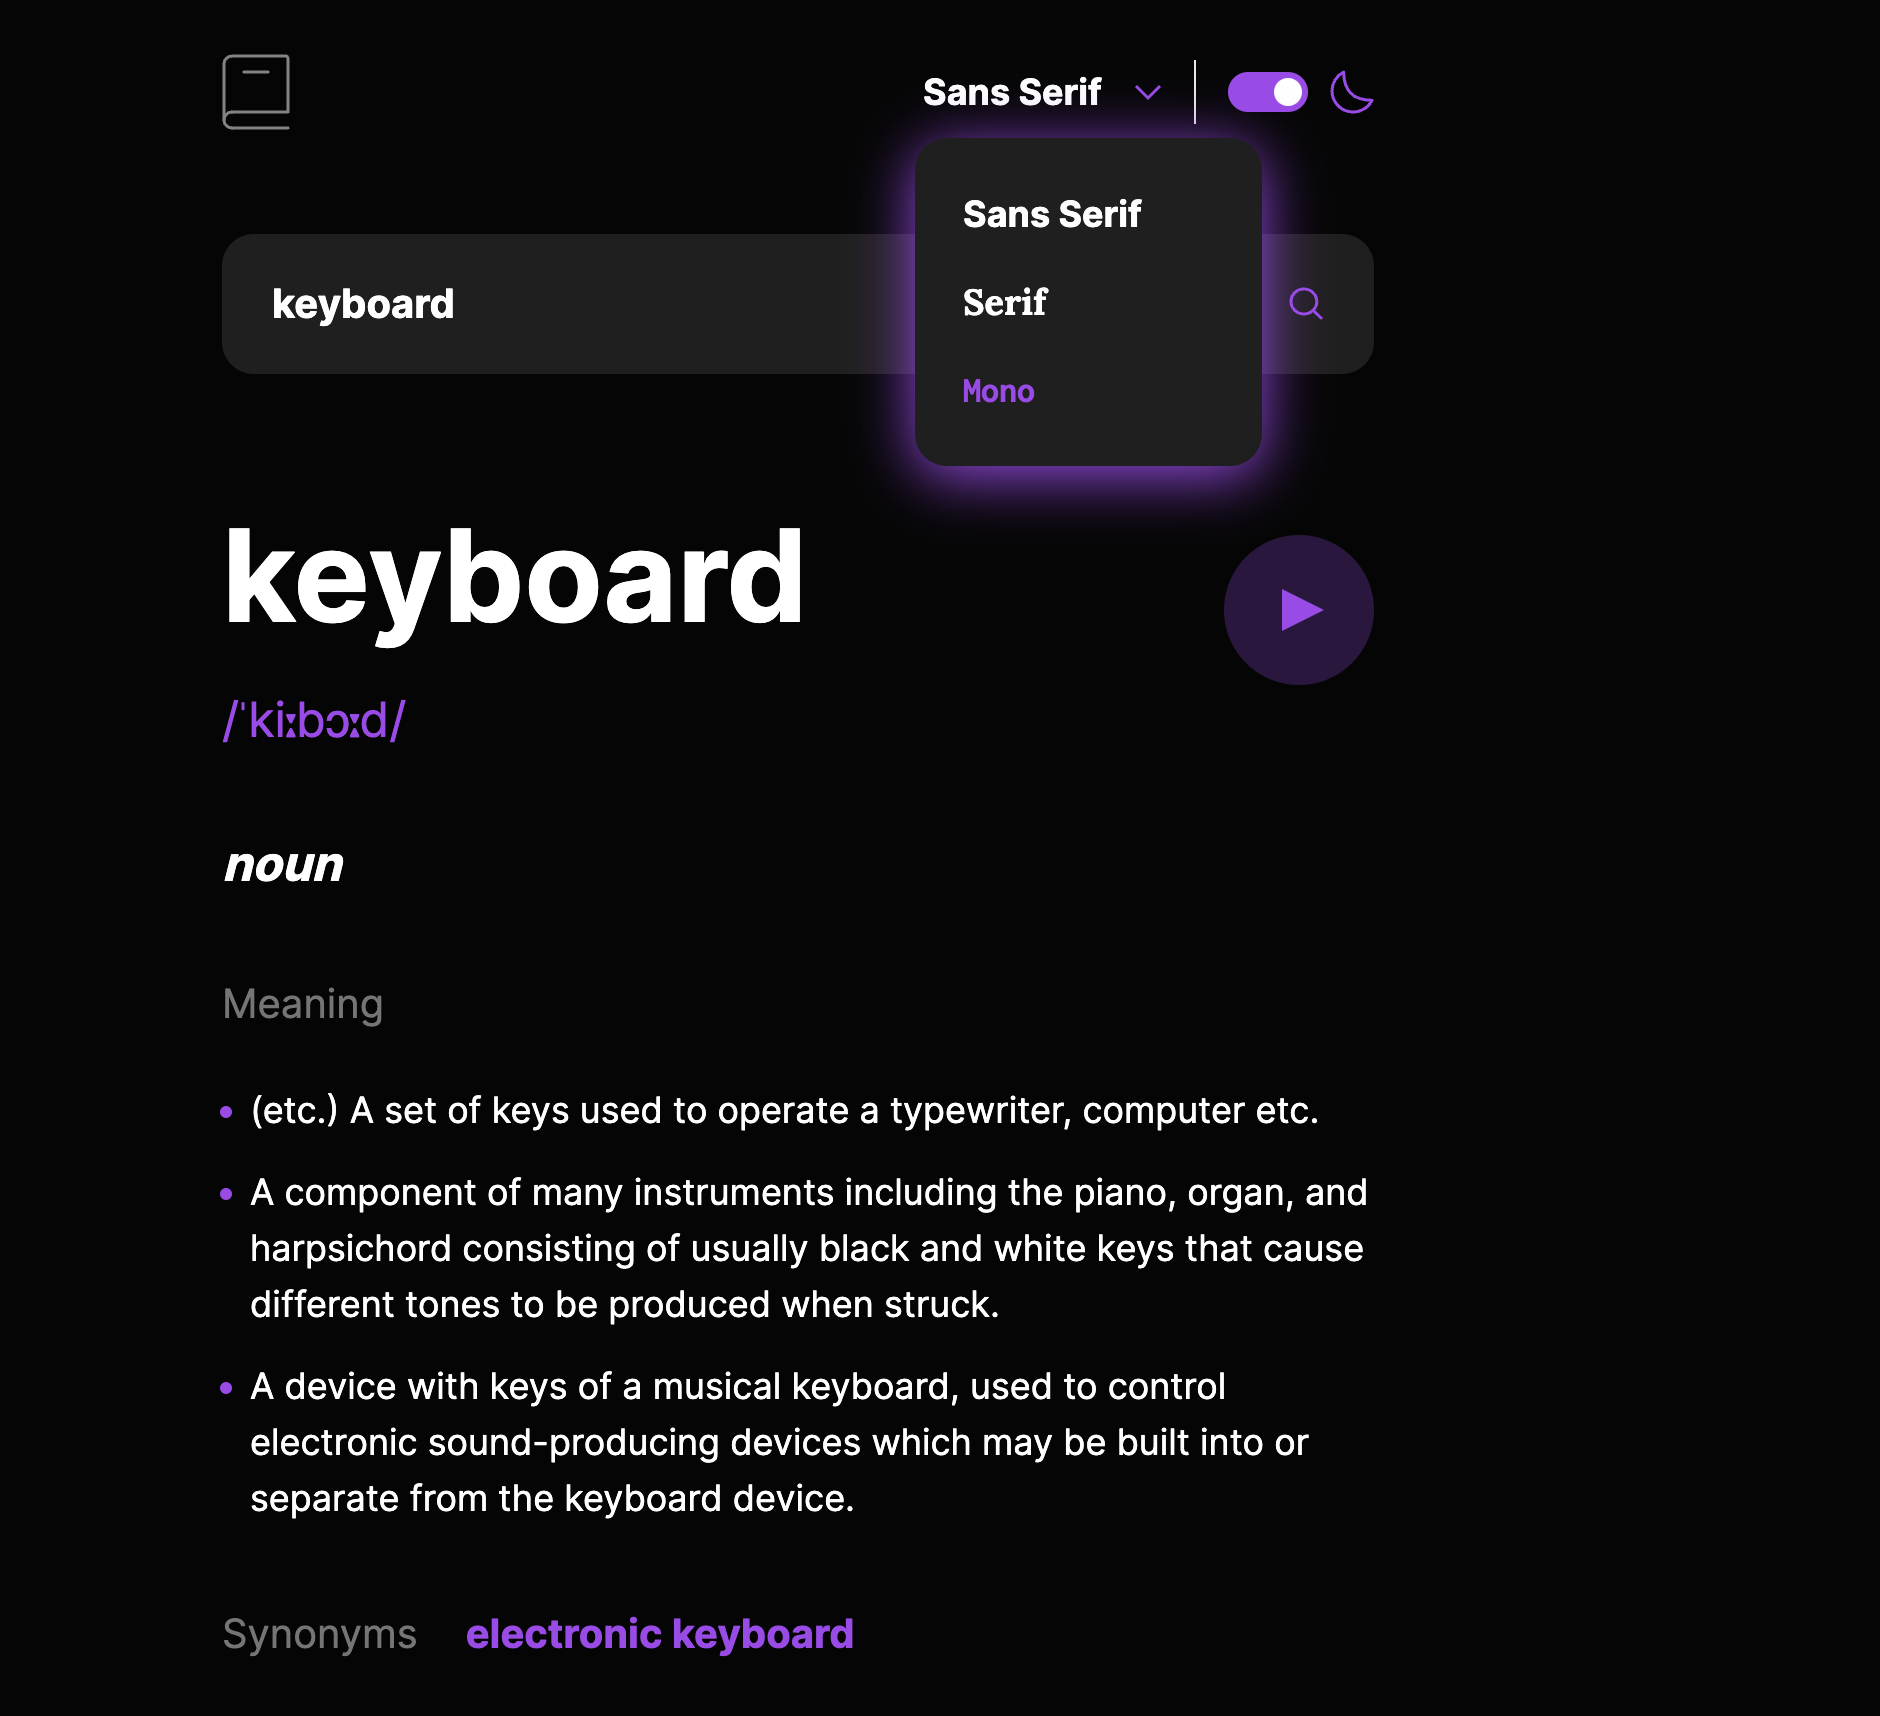 Sans Serif
Sans Serif
Serif
Mono
keyboard
keyboard
/ˈkiːbɔːd/
noun
Meaning
(etc.) A set of keys used to operate a typewriter, computer etc.
A component of many instruments including the piano, organ, and
harpsichord consisting of usually black and white keys that cause
different tones to be produced when struck.
A device with keys of a musical keyboard, used to control
electronic sound-producing devices which may be built into or
separate from the keyboard device.
Synonyms electronic keyboard